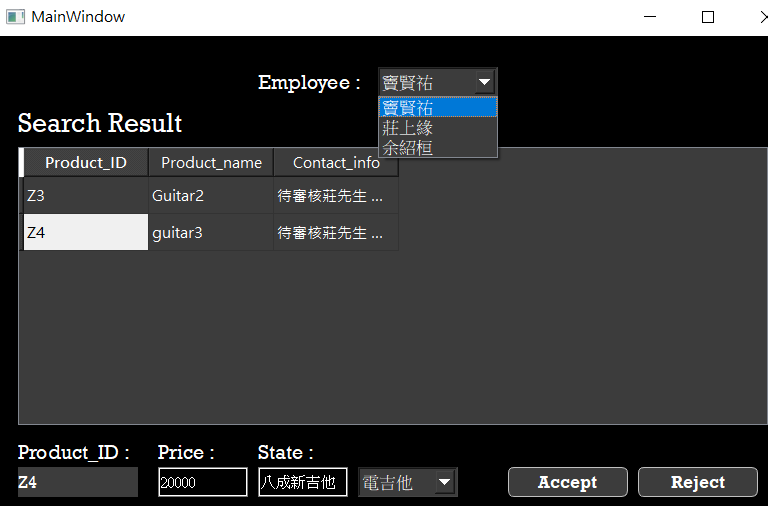 MainWindow
Employee : 竇賢祐
竇賢祐
莊上緣
余紹桓
Search Result
Product_ID Product_name Contact_info
Z3 Guitar2 待審核莊先生 ...
Z4 guitar3 待審核莊先生 ...
Product_ID : Price : State :
Z4 20000 八成新吉他 電吉他 Accept Reject